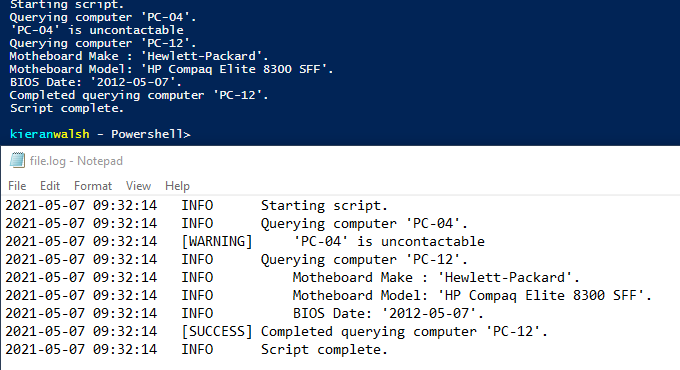 Starting script.
Querying computer 'PC-04'.
'PC-04' is uncontactable
Querying computer 'PC-12'.
Motheboard Make : 'Hewlett-Packard'.
Motheboard Model: 'HP Compaq Elite 8300 SFF'.
BIOS Date: '2012-05-07'.
Completed querying computer 'PC-12'.
Script complete.
kieranwalsh - Powershell>
file.log - Notepad
File Edit Format View Help
2021-05-07 09:32:14 INFO Starting script.
2021-05-07 09:32:14 INFO Querying computer 'PC-04'.
2021-05-07 09:32:14 [WARNING] 'PC-04' is uncontactable
2021-05-07 09:32:14 INFO Querying computer 'PC-12'.
2021-05-07 09:32:14 INFO Motheboard Make : 'Hewlett-Packard'.
2021-05-07 09:32:14 INFO Motheboard Model: 'HP Compaq Elite 8300 SFF'.
2021-05-07 09:32:14 INFO BIOS Date: '2012-05-07'.
2021-05-07 09:32:14 [SUCCESS] Completed querying computer 'PC-12'.
2021-05-07 09:32:14 INFO Script complete.